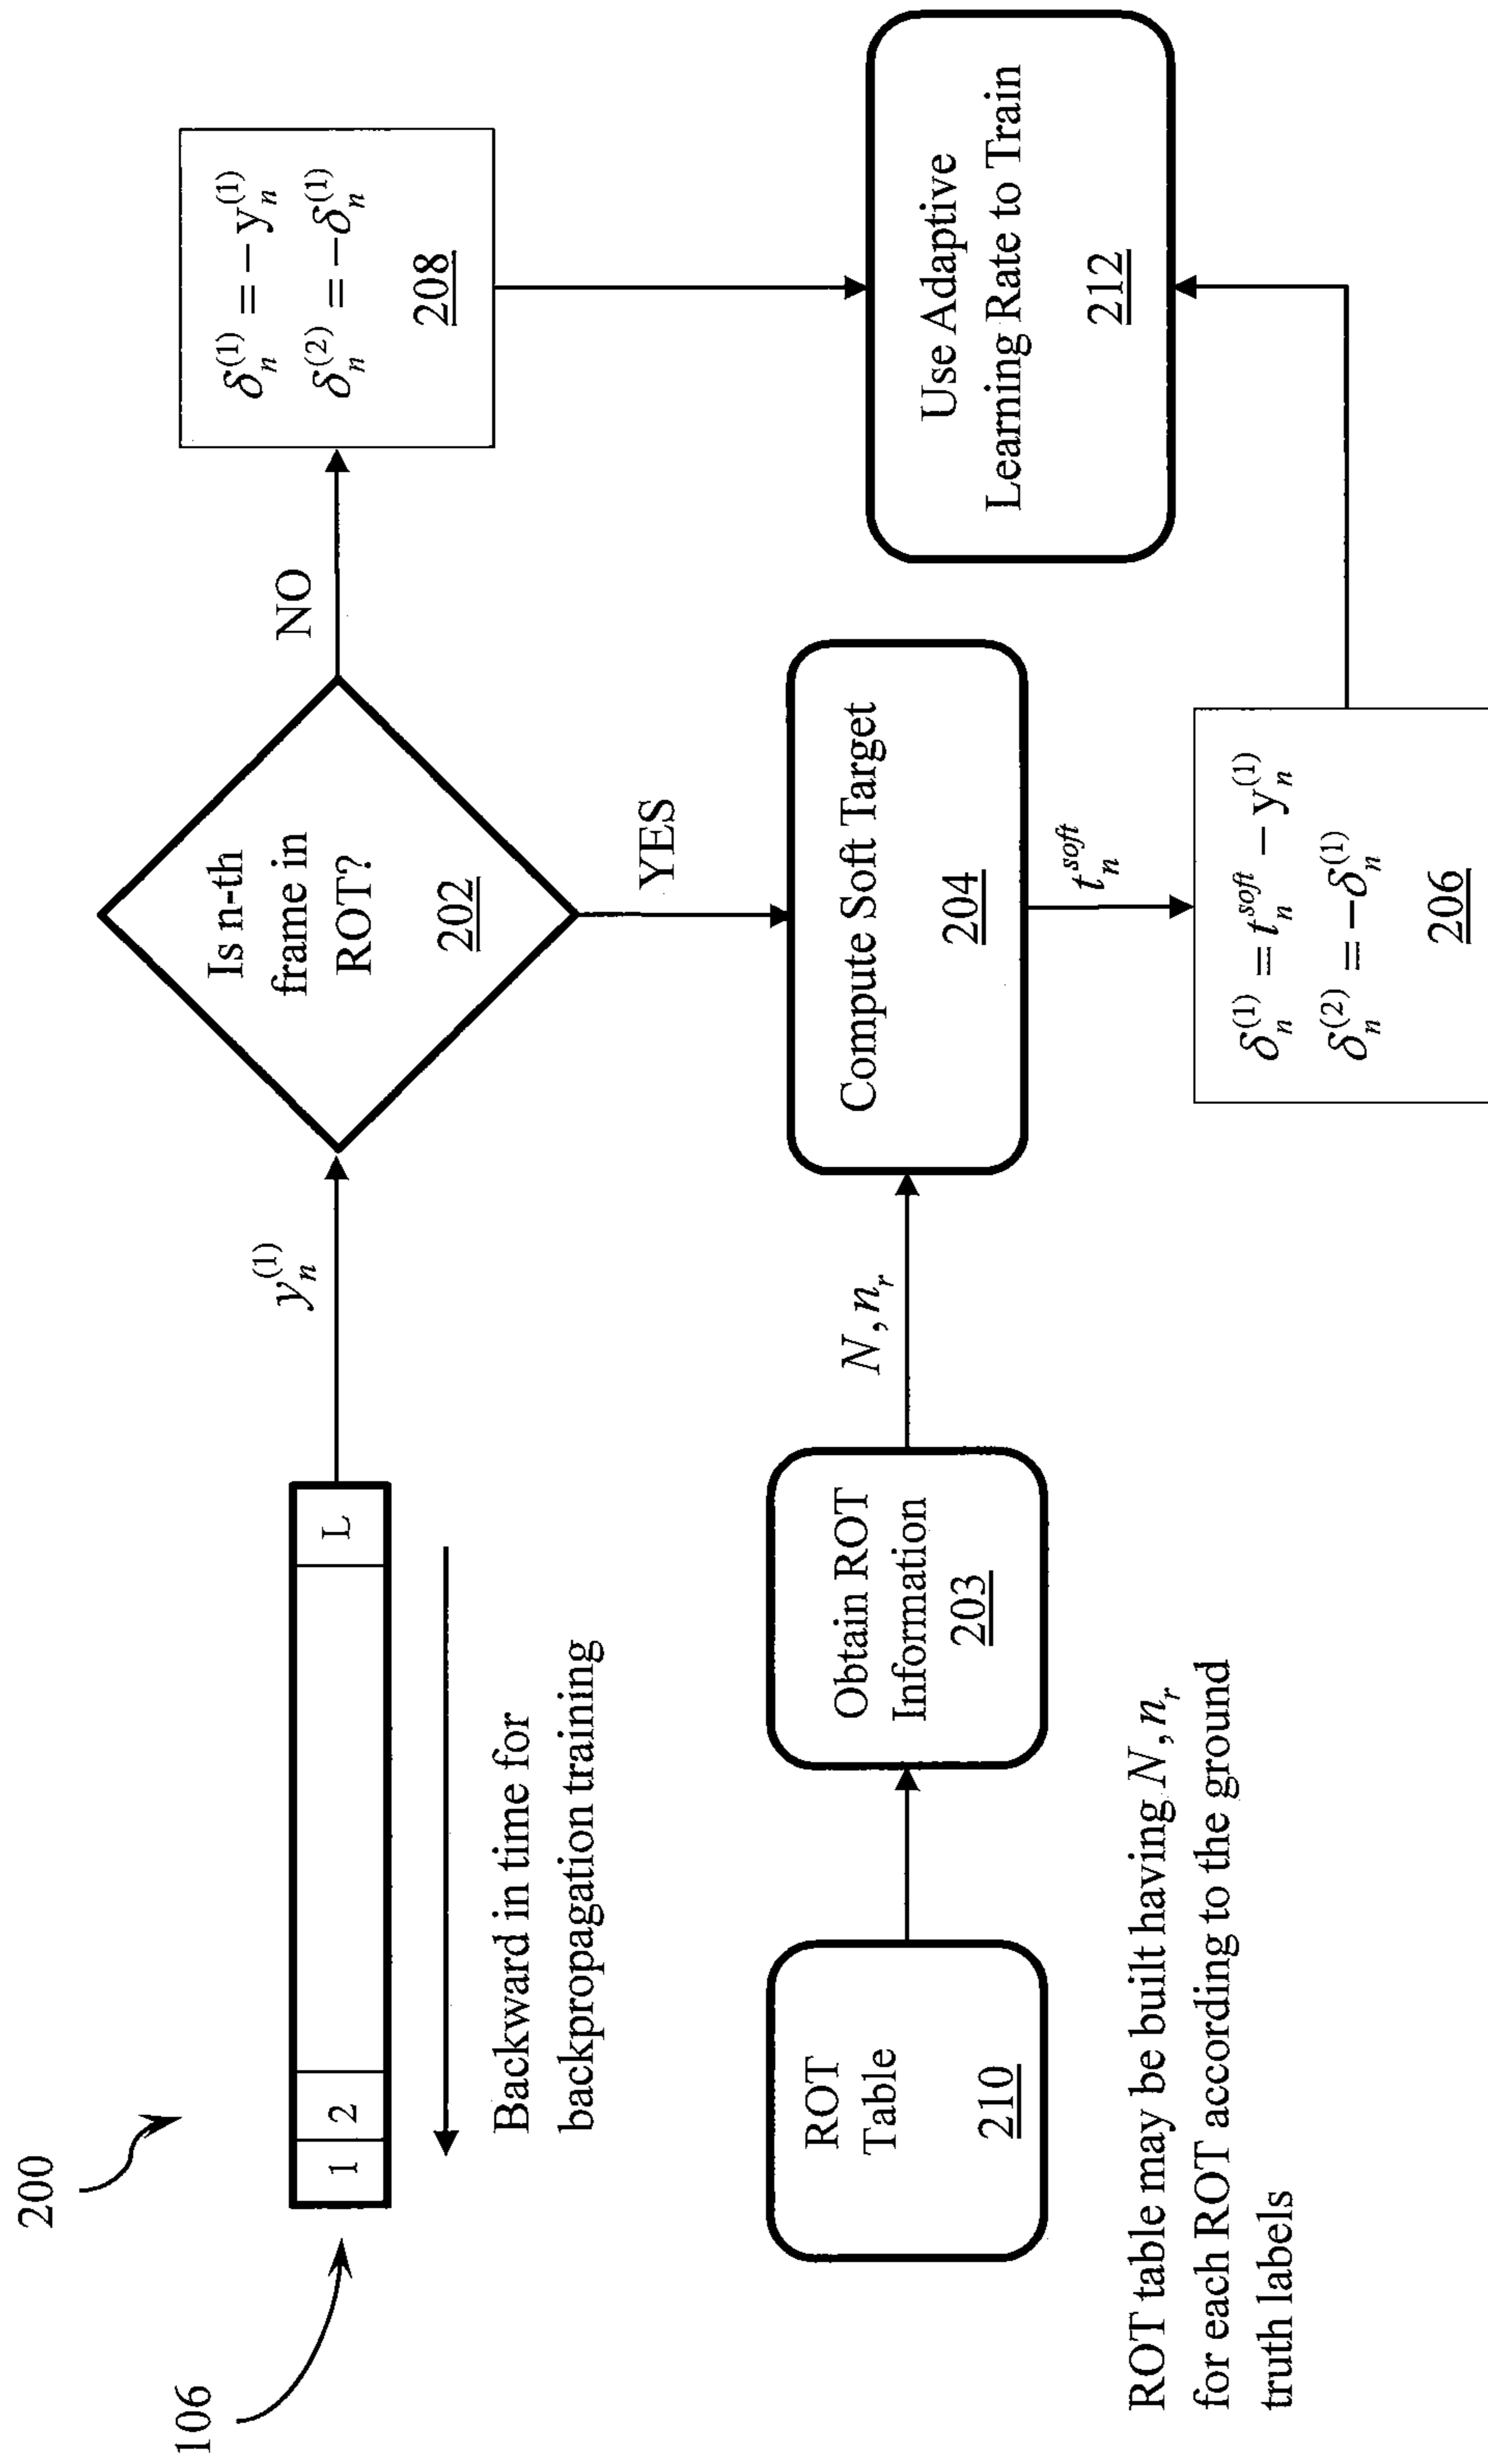 200
106
1 2 L
Backward in time for
backpropagation training
y_n^{(1)}
Is n-th
frame in
ROT?
202
NO
δ_n^{(1)} = − y_n^{(1)}
δ_n^{(2)} = −δ_n^{(1)}
208
YES
ROT
Table
210
Obtain ROT
Information
203
N, n_r
Compute Soft Target
204
t_n^{soft}
δ_n^{(1)} = t_n^{soft} − y_n^{(1)}
δ_n^{(2)} = −δ_n^{(1)}
206
Use Adaptive
Learning Rate to Train
212
ROT table may be built having N, n_r
for each ROT according to the ground
truth labels